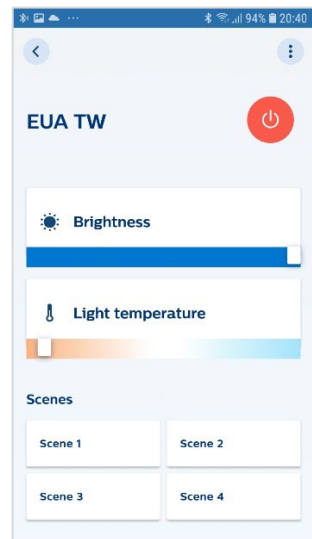 94% 20:40
EUA TW
Brightness
Light temperature
Scenes
Scene 1 Scene 2
Scene 3 Scene 4